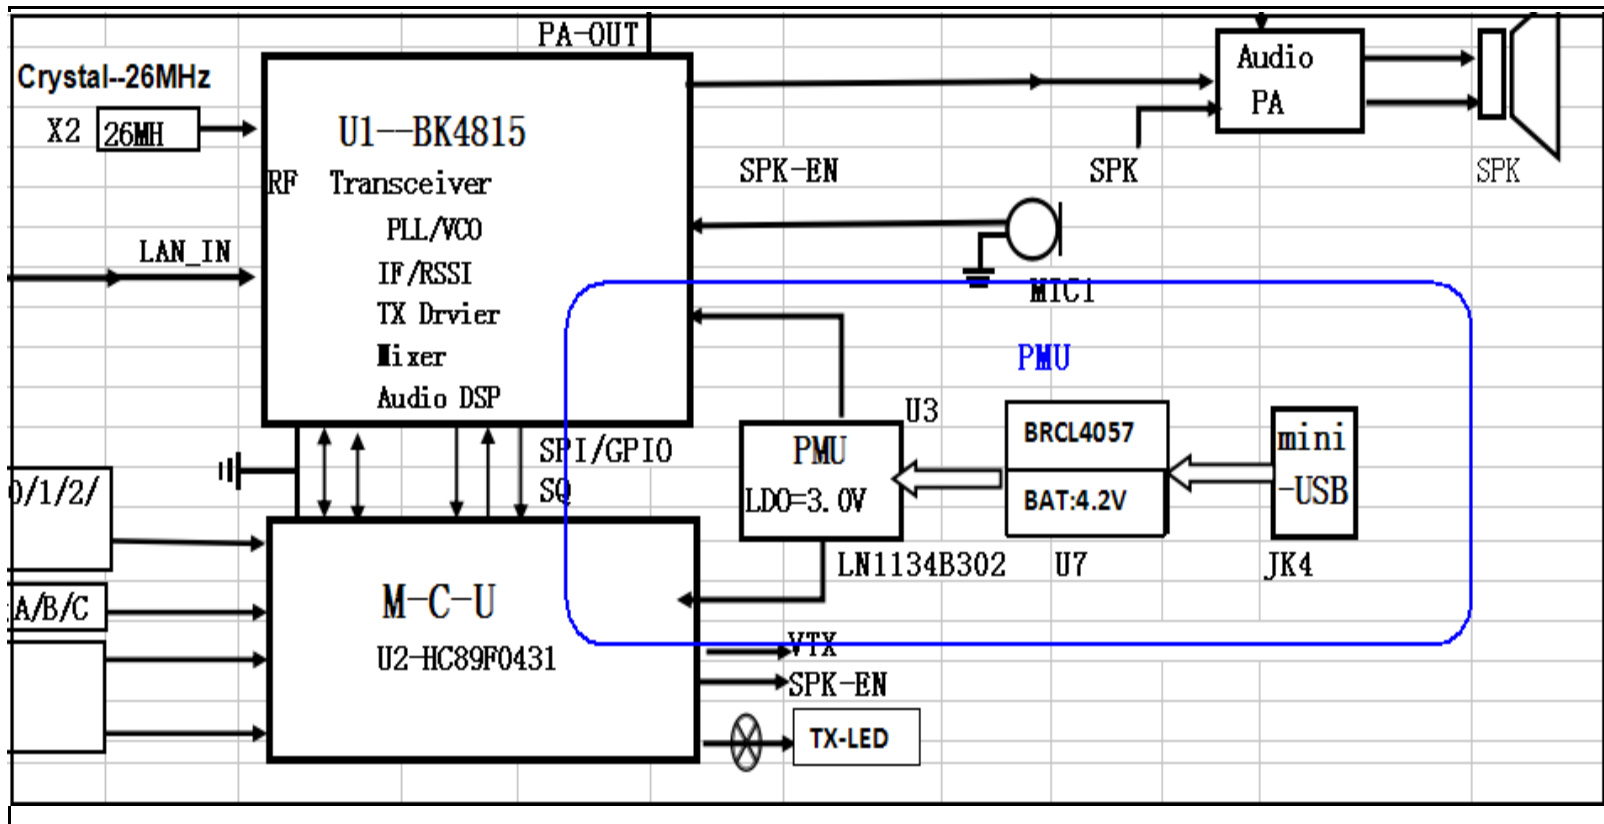 PA-OUT
Crystal--26MHz
X2
26MH
U1--BK4815
RF Transceiver
PLL/VCO
IF/RSSI
TX Drvier
Mixer
Audio DSP
LAN_IN
Audio
PA
SPK-EN
SPK
SPK
MIC1
PMU
U3
PMU
LDO=3.0V
LN1134B302
BRCL4057
BAT:4.2V
U7
mini
-USB
JK4
SPI/GPIO
SQ
0/1/2/
A/B/C
M-C-U
U2-HC89F0431
VTX
SPK-EN
TX-LED